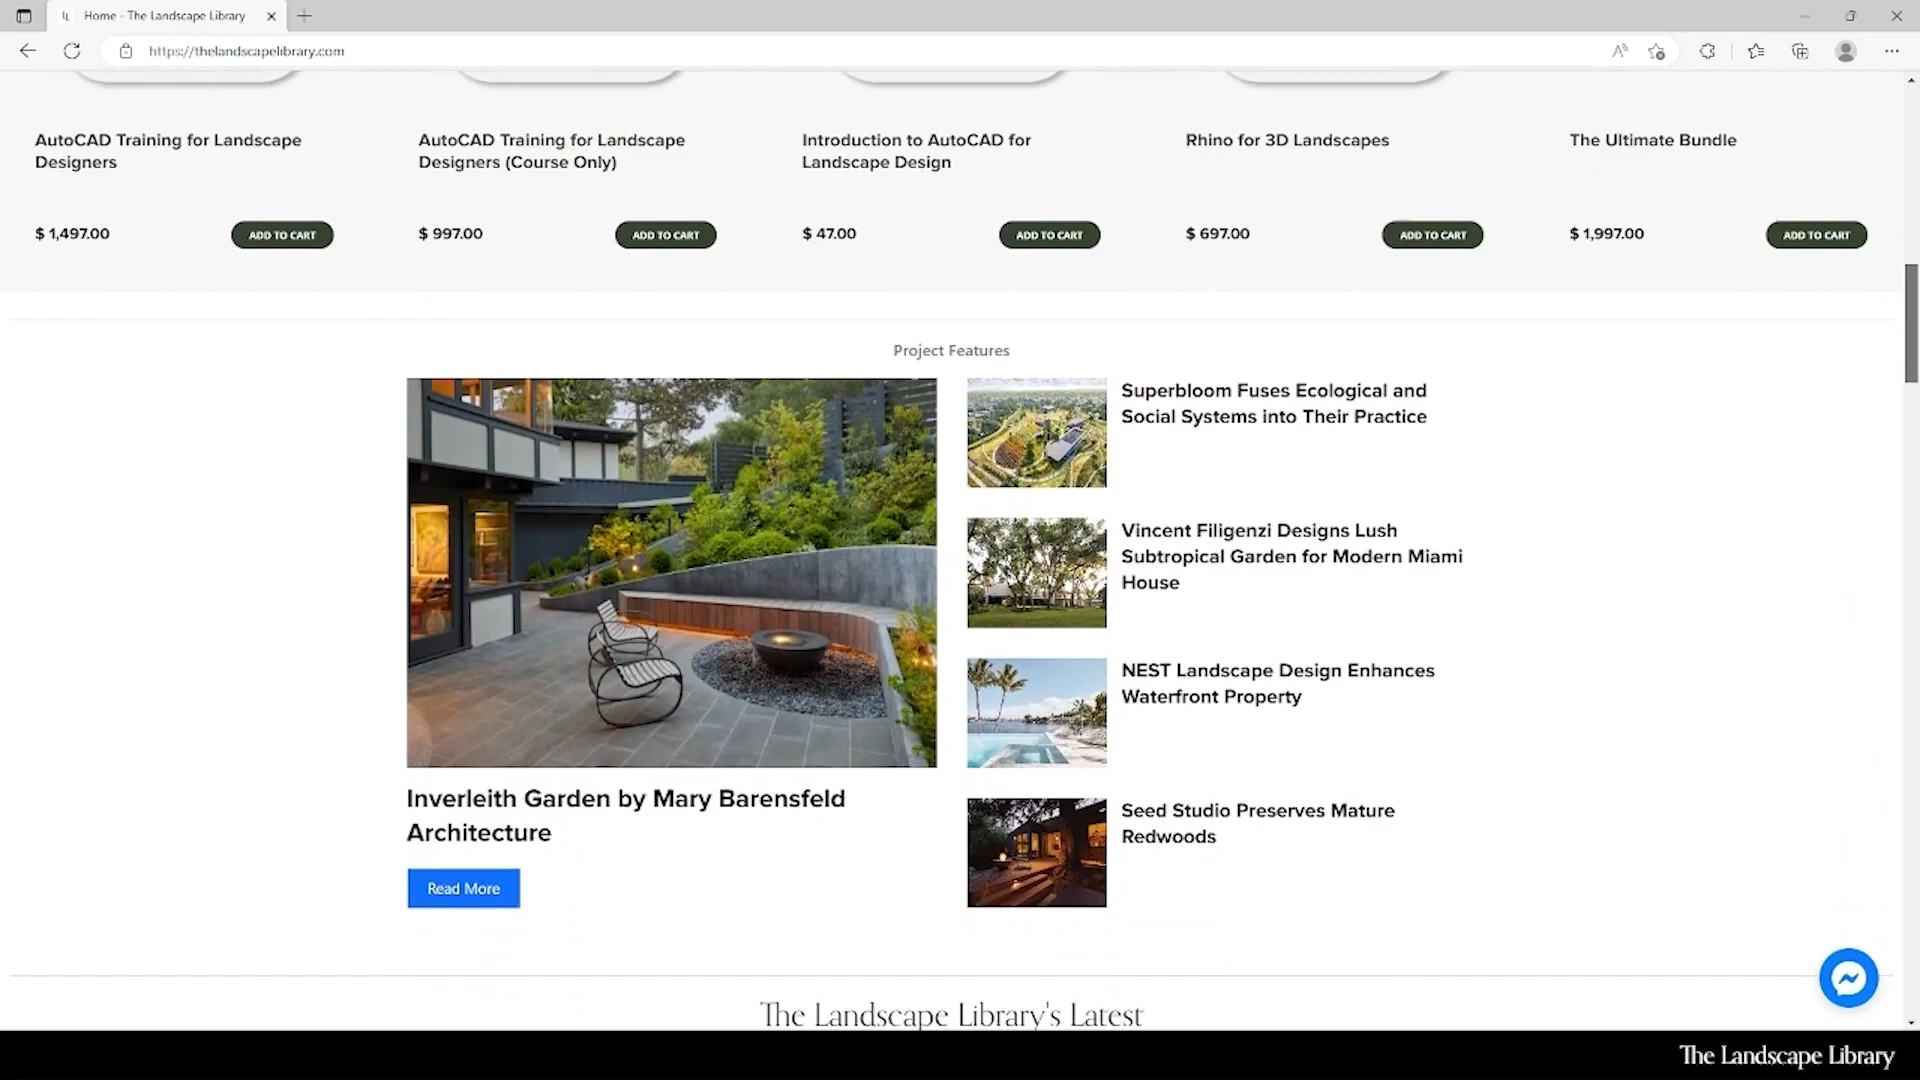 Home - The Landscape Library
https://thelandscapelibrary.com
AutoCAD Training for Landscape
Designers
$ 1,497.00
ADD TO CART
AutoCAD Training for Landscape
Designers (Course Only)
$ 997.00
ADD TO CART
Introduction to AutoCAD for
Landscape Design
$ 47.00
ADD TO CART
Rhino for 3D Landscapes
$ 697.00
ADD TO CART
The Ultimate Bundle
$ 1,997.00
ADD TO CART
Project Features
Inverleith Garden by Mary Barensfeld
Architecture
Read More
Superbloom Fuses Ecological and
Social Systems into Their Practice
Vincent Filigenzi Designs Lush
Subtropical Garden for Modern Miami
House
NEST Landscape Design Enhances
Waterfront Property
Seed Studio Preserves Mature
Redwoods
The Landscape Library's Latest
The Landscape Library